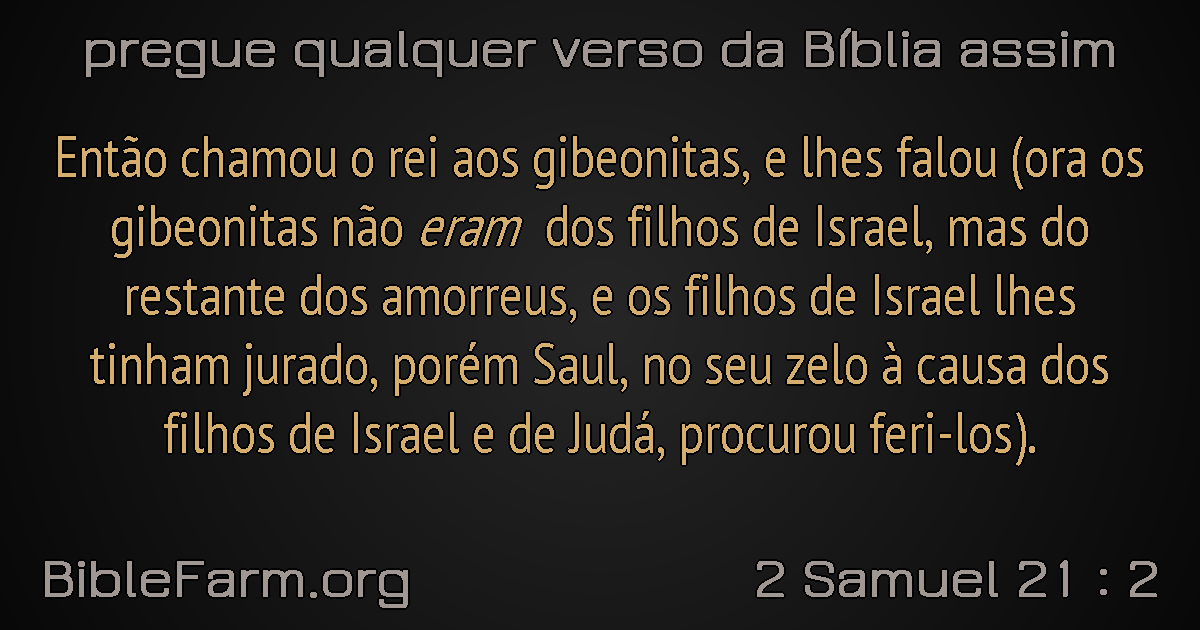 pregue qualquer verso da Bíblia assim
Então chamou o rei aos gibeonitas, e lhes falou (ora os
gibeonitas não eram dos filhos de Israel, mas do
restante dos amorreus, e os filhos de Israel lhes
tinham jurado, porém Saul, no seu zelo à causa dos
filhos de Israel e de Judá, procurou feri-los).
BibleFarm.org
2 Samuel 21 : 2